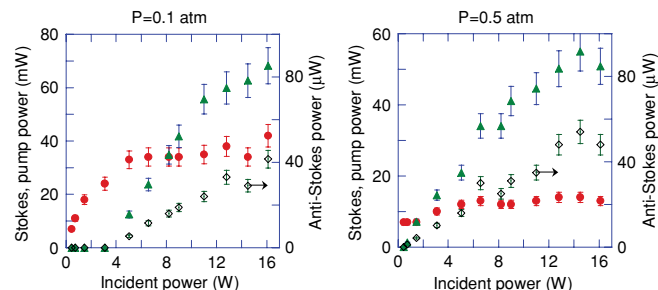 P=0.1 atm
Stokes, pump power (mW)
80
60
40
20
0
80
40
0
Anti-Stokes power (µW)
0 4 8 12 16
Incident power (W)
P=0.5 atm
Stokes, pump power (mW)
60
40
20
0
80
40
0
Anti-Stokes power (µW)
0 4 8 12 16
Incident power (W)